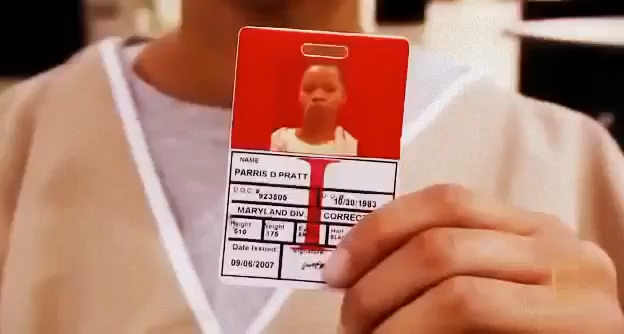 NAME
PARRIS D PRATT
D.O.C #
923505
10/30/1983
MARYLAND DIV.
CORREC
Height
510
175
Date Issued:
09/06/2007